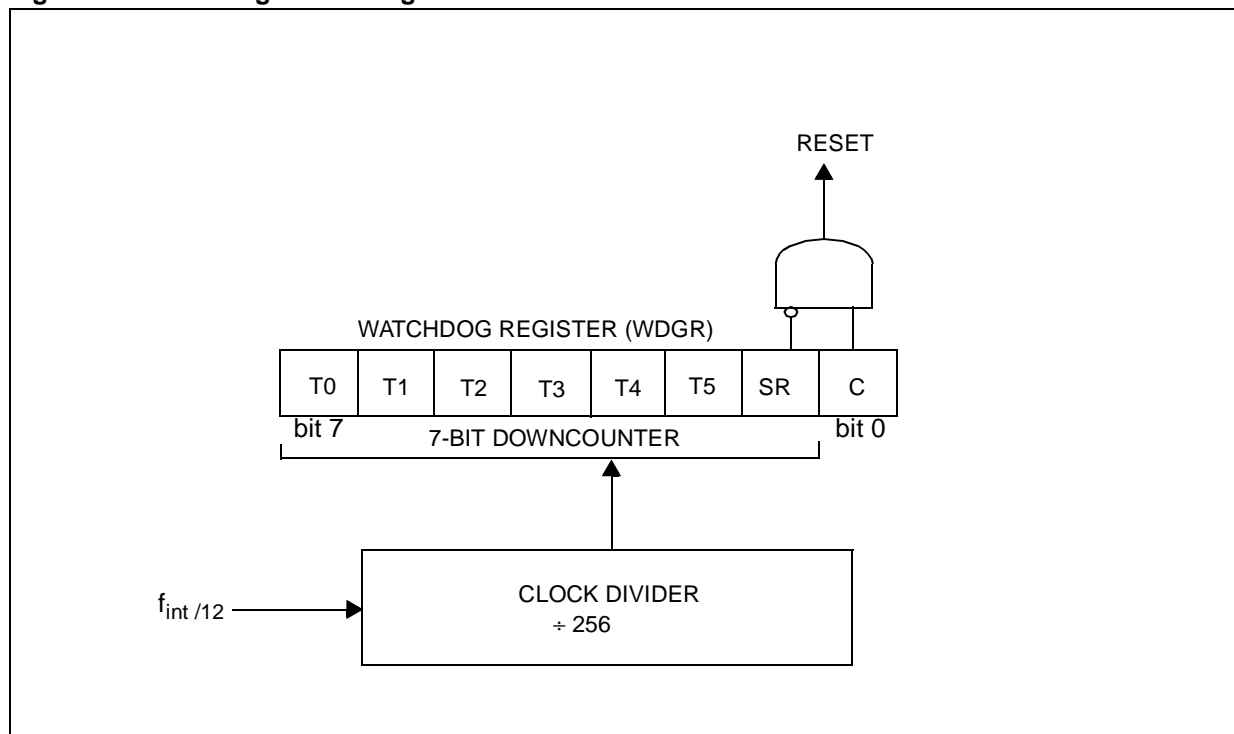 RESET
WATCHDOG REGISTER (WDGR)
T0 T1 T2 T3 T4 T5 SR C
bit 7 7-BIT DOWNCOUNTER bit 0
fint /12
CLOCK DIVIDER
÷ 256